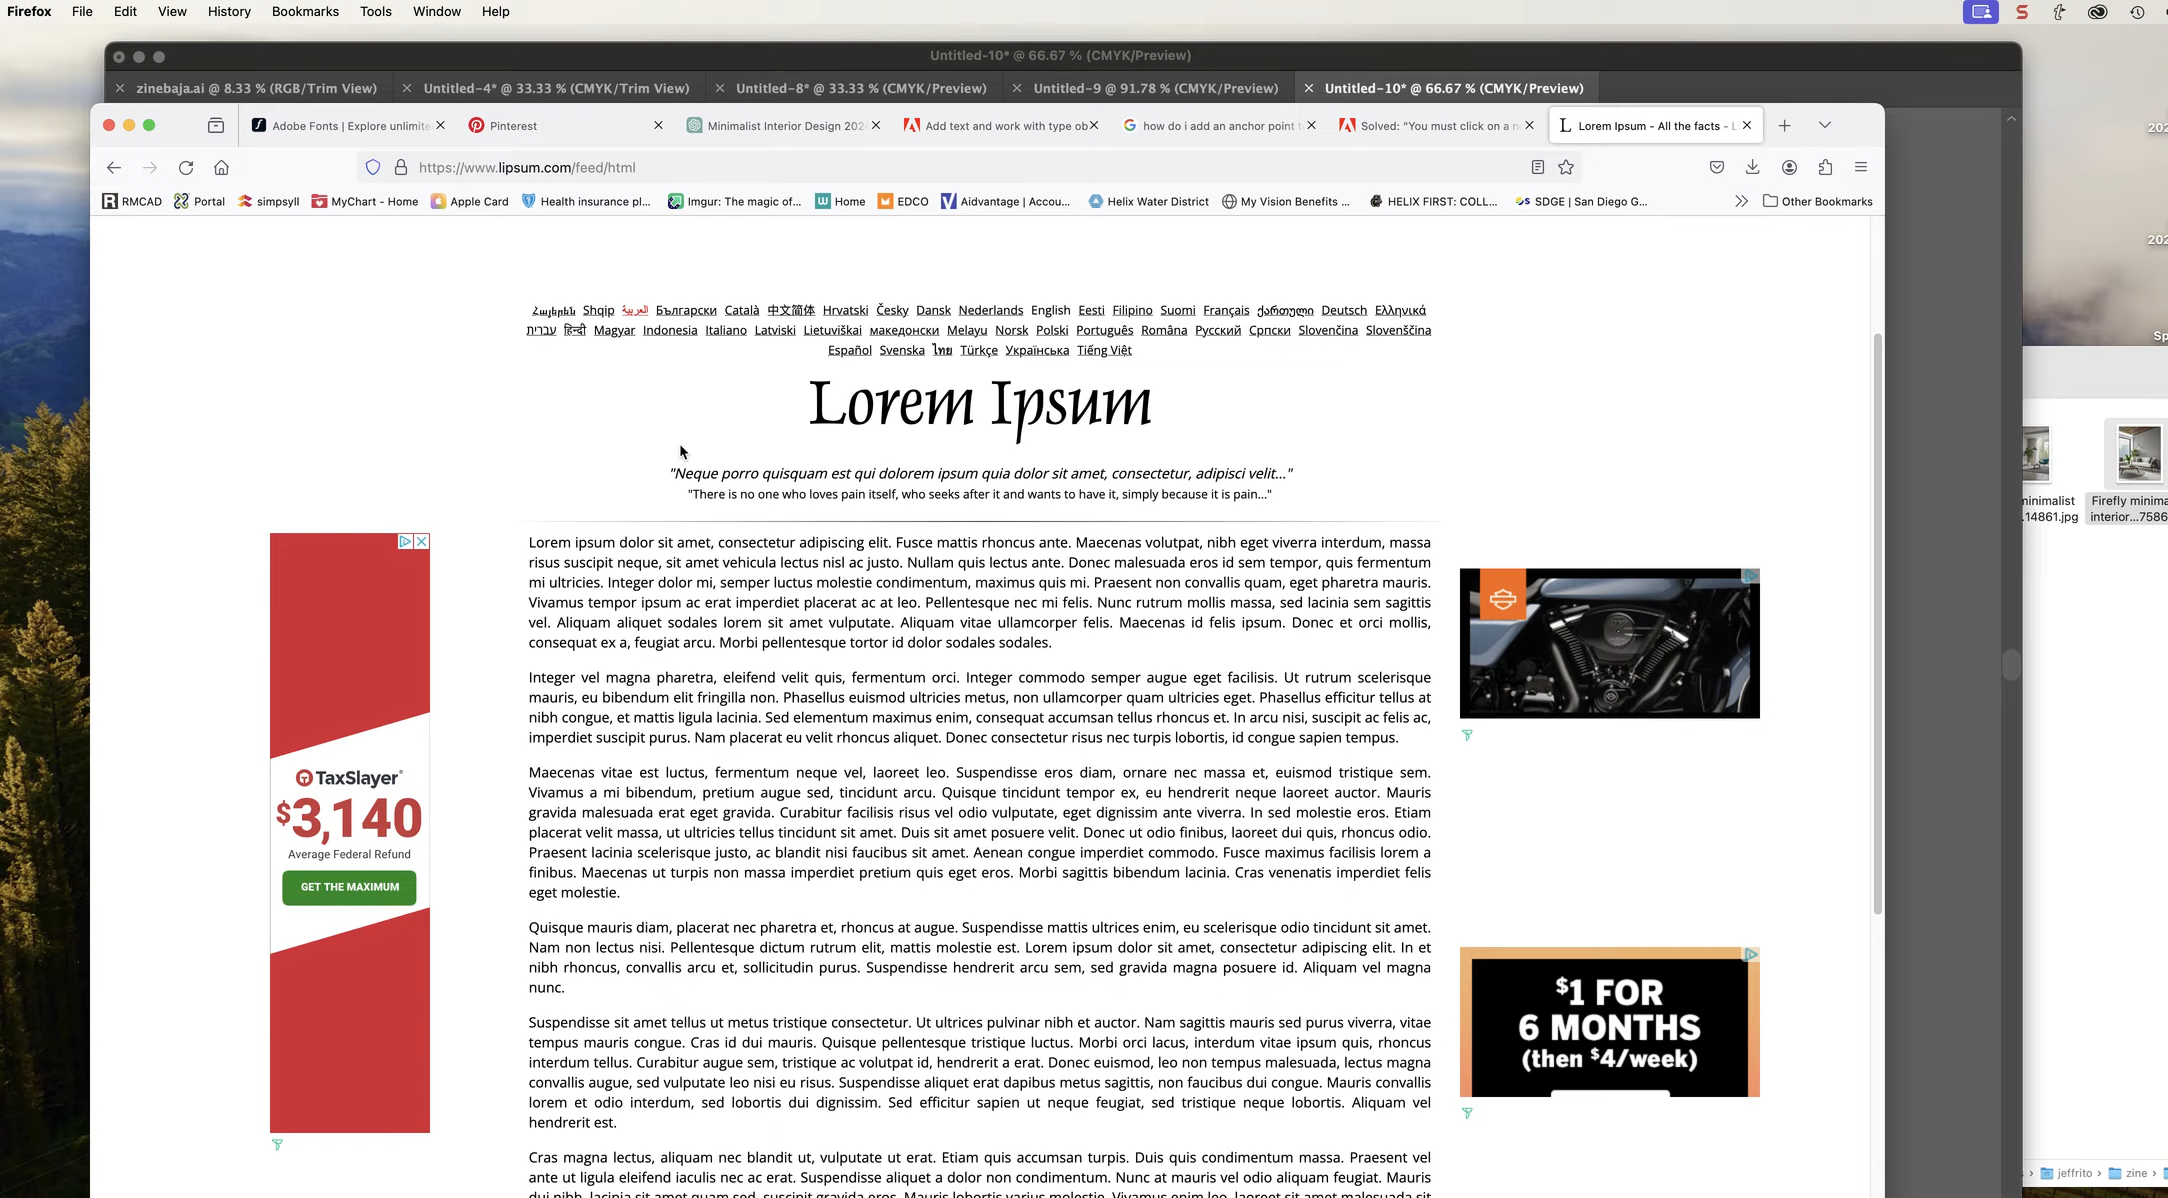 Firefox File Edit View History Bookmarks Tools Window Help
Untitled-10* @ 66.67 % (CMYK/Preview)
zinebaja.ai @ 8.33 % (RGB/Trim View) Untitled-4* @ 33.33 % (CMYK/Trim View) Untitled-8* @ 33.33 % (CMYK/Preview) Untitled-9 @ 91.78 % (CMYK/Preview) Untitled-10* @ 66.67 % (CMYK/Preview)
Adobe Fonts | Explore unlimite Pinterest Minimalist Interior Design 202 Add text and work with type ob how do i add an anchor point Solved: "You must click on a n Lorem Ipsum - All the facts - L
https://www.lipsum.com/feed/html
RMCAD Portal simpsyll MyChart - Home Apple Card Health insurance pl... Imgur: The magic of... Home EDCO Aidvantage | Accou... Helix Water District My Vision Benefits ... HELIX FIRST: COLL... SDGE | San Diego G... Other Bookmarks
Հայերեն Shqip العربية Български Català 中文简体 Hrvatski Česky Dansk Nederlands English Eesti Filipino Suomi Français ქართული Deutsch Ελληνικά
עברית हिन्दी Magyar Indonesia Italiano Latviski Lietuviškai македонски Melayu Norsk Polski Português Româna Pyccкий Српски Slovenčina Slovenščina
Español Svenska ไทย Türkçe Українська Tiếng Việt
Lorem Ipsum
"Neque porro quisquam est qui dolorem ipsum quia dolor sit amet, consectetur, adipisci velit..."
"There is no one who loves pain itself, who seeks after it and wants to have it, simply because it is pain..."
Lorem ipsum dolor sit amet, consectetur adipiscing elit. Fusce mattis rhoncus ante. Maecenas volutpat, nibh eget viverra interdum, massa
risus suscipit neque, sit amet vehicula lectus nisl ac justo. Nullam quis lectus ante. Donec malesuada eros id sem tempor, quis fermentum
mi ultricies. Integer dolor mi, semper luctus molestie condimentum, maximus quis mi. Praesent non convallis quam, eget pharetra mauris.
Vivamus tempor ipsum ac erat imperdiet placerat ac at leo. Pellentesque nec mi felis. Nunc rutrum mollis massa, sed lacinia sem sagittis
vel. Aliquam aliquet sodales lorem sit amet vulputate. Aliquam vitae ullamcorper felis. Maecenas id felis ipsum. Donec et orci mollis,
consequat ex a, feugiat arcu. Morbi pellentesque tortor id dolor sodales sodales.
Integer vel magna pharetra, eleifend velit quis, fermentum orci. Integer commodo semper augue eget facilisis. Ut rutrum scelerisque
mauris, eu bibendum elit fringilla non. Phasellus euismod ultricies metus, non ullamcorper quam ultricies eget. Phasellus efficitur tellus at
nibh congue, et mattis ligula lacinia. Sed elementum maximus enim, consequat accumsan tellus rhoncus et. In arcu nisi, suscipit ac felis ac,
imperdiet suscipit purus. Nam placerat eu velit rhoncus aliquet. Donec consectetur risus nec turpis lobortis, id congue sapien tempus.
Maecenas vitae est luctus, fermentum neque vel, laoreet leo. Suspendisse eros diam, ornare nec massa et, euismod tristique sem.
Vivamus a mi bibendum, pretium augue sed, tincidunt arcu. Quisque tincidunt tempor ex, eu hendrerit neque laoreet auctor. Mauris
gravida malesuada erat eget gravida. Curabitur facilisis risus vel odio vulputate, eget dignissim ante viverra. In sed molestie eros. Etiam
placerat velit massa, ut ultricies tellus tincidunt sit amet. Duis sit amet posuere velit. Donec ut odio finibus, laoreet dui quis, rhoncus odio.
Praesent lacinia scelerisque justo, ac blandit nisi faucibus sit amet. Aenean congue imperdiet commodo. Fusce maximus facilisis lorem a
finibus. Maecenas ut turpis non massa imperdiet pretium quis eget eros. Morbi sagittis bibendum lacinia. Cras venenatis imperdiet felis
eget molestie.
Quisque mauris diam, placerat nec pharetra et, rhoncus at augue. Suspendisse mattis ultrices enim, eu scelerisque odio tincidunt sit amet.
Nam non lectus nisi. Pellentesque dictum rutrum elit, mattis molestie est. Lorem ipsum dolor sit amet, consectetur adipiscing elit. In et
nibh rhoncus, convallis arcu et, sollicitudin purus. Suspendisse hendrerit arcu sem, sed gravida magna posuere id. Aliquam vel magna
nunc.
Suspendisse sit amet tellus ut metus tristique consectetur. Ut ultrices pulvinar nibh et auctor. Nam sagittis mauris sed purus viverra, vitae
tempus mauris congue. Cras id dui mauris. Quisque pellentesque tristique luctus. Morbi orci lacus, interdum vitae ipsum quis, rhoncus
interdum tellus. Curabitur augue sem, tristique ac volutpat id, hendrerit a erat. Donec euismod, leo non tempus malesuada, lectus magna
convallis augue, sed vulputate leo nisi eu risus. Suspendisse aliquet erat dapibus metus sagittis, non faucibus dui congue. Mauris convallis
lorem et odio interdum, sed lobortis dui dignissim. Sed efficitur sapien ut neque feugiat, sed tristique neque lobortis. Aliquam vel
hendrerit est.
Cras magna lectus, aliquam nec blandit ut, vulputate ut erat. Etiam quis accumsan turpis. Duis quis condimentum massa. Praesent vel
ante ut ligula eleifend iaculis nec ac erat. Suspendisse aliquet a dolor non condimentum. Nunc at mauris vel odio aliquam feugiat. Mauris
TaxSlayer
$3,140
Average Federal Refund
GET THE MAXIMUM
$1 FOR
6 MONTHS
(then $4/week)
202
202
Sp
minimalist
.14861.jpg
Firefly minima
interior...7586
jeffrito zine